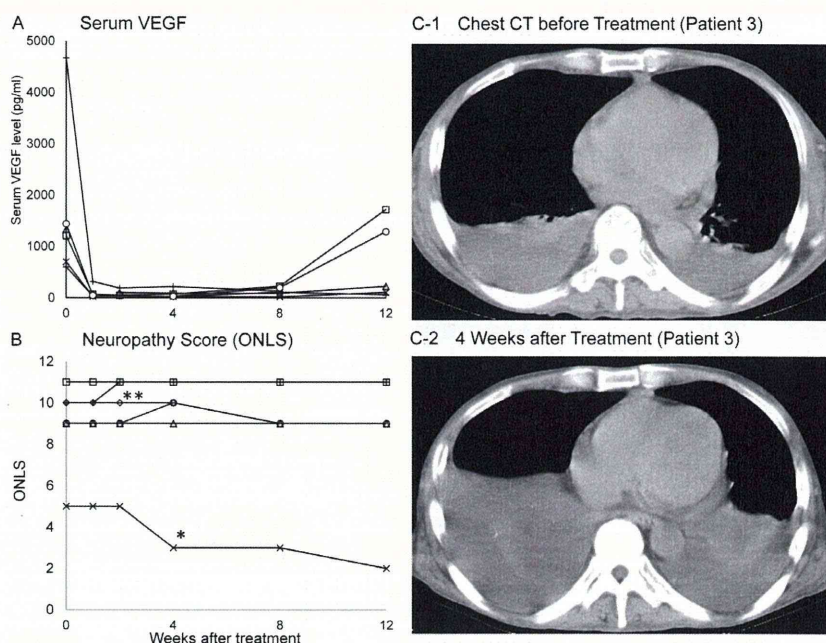 A Serum VEGF
Serum VEGF level (pg/ml)
5000
4000
3000
2000
1000
0
0 4 8 12
B Neuropathy Score (ONLS)
ONLS
12
10
8
6
4
2
0
**
*
0 4 8 12
Weeks after treatment
C-1 Chest CT before Treatment (Patient 3)
C-2 4 Weeks after Treatment (Patient 3)